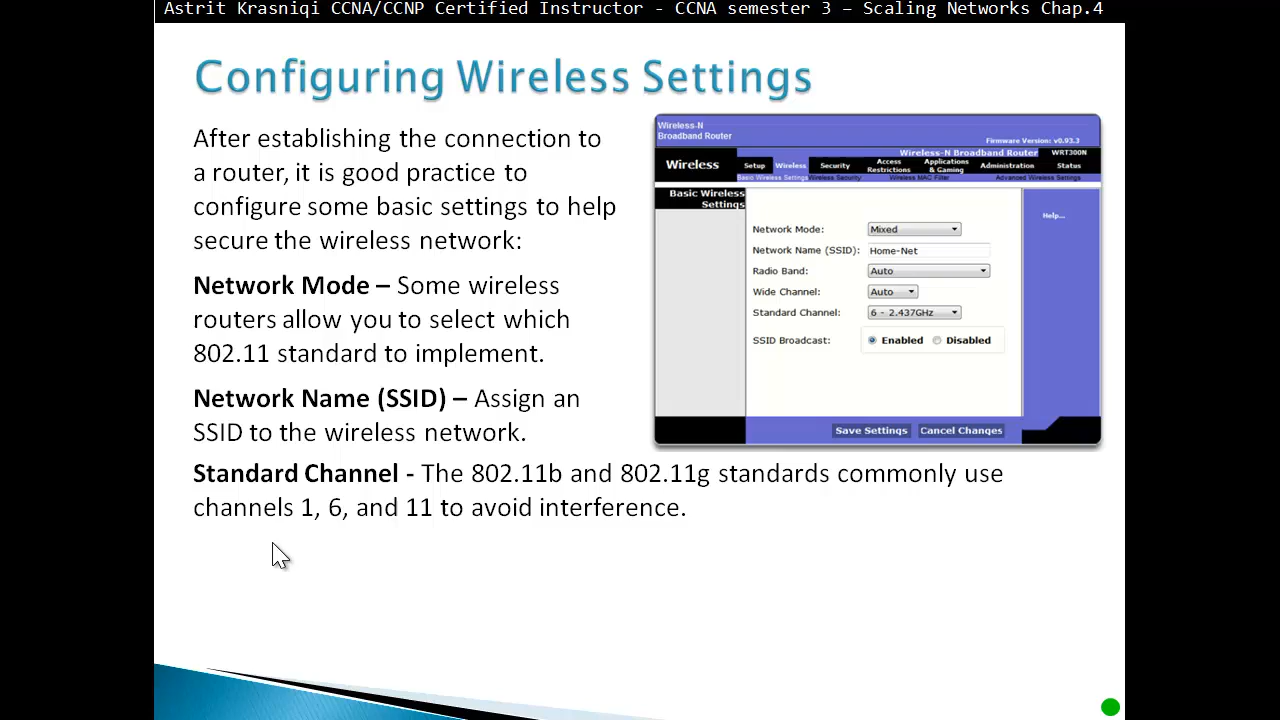 Astrit Krasniqi CCNA/CCNP Certified Instructor - CCNA semester 3 – Scaling Networks Chap.4
Configuring Wireless Settings
After establishing the connection to
a router, it is good practice to
configure some basic settings to help
secure the wireless network:
Network Mode – Some wireless
routers allow you to select which
802.11 standard to implement.
Network Name (SSID) – Assign an
SSID to the wireless network.
Standard Channel - The 802.11b and 802.11g standards commonly use
channels 1, 6, and 11 to avoid interference.
Wireless-N
Broadband Router
Firmware Version: v0.93.3
Wireless-N Broadband Router WRT300N
Wireless
Setup Wireless Security Access Restrictions Applications & Gaming Administration Status
Basic Wireless Settings Wireless Security Wireless MAC Filter Advanced Wireless Settings
Basic Wireless
Settings
Help...
Network Mode: Mixed
Network Name (SSID): Home-Net
Radio Band: Auto
Wide Channel: Auto
Standard Channel: 6 - 2.437GHz
SSID Broadcast: Enabled Disabled
Save Settings Cancel Changes